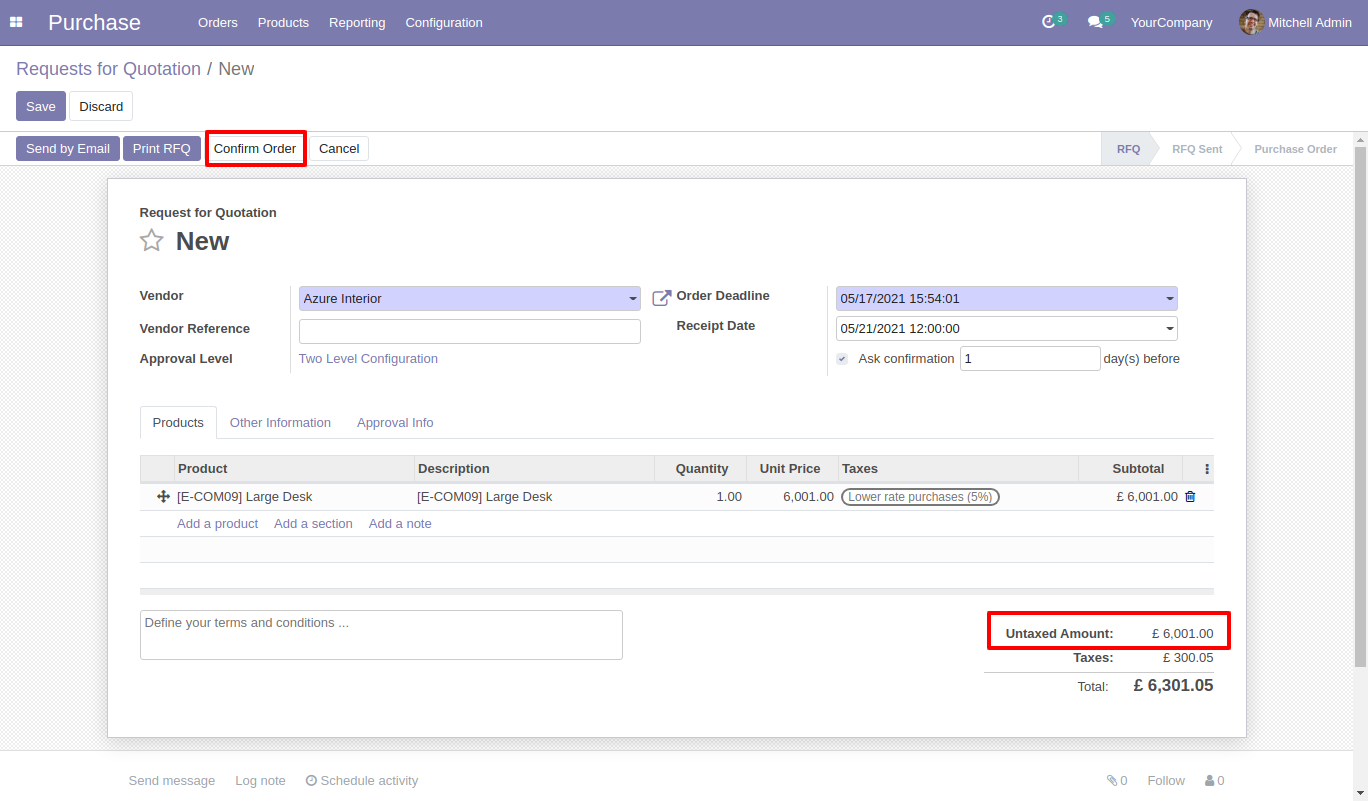 Purchase Orders Products Reporting Configuration 3 5 YourCompany Mitchell Admin
Requests for Quotation / New
Save Discard
Send by Email Print RFQ Confirm Order Cancel RFQ RFQ Sent Purchase Order
Request for Quotation
New
Vendor Azure Interior Order Deadline 05/17/2021 15:54:01
Vendor Reference Receipt Date 05/21/2021 12:00:00
Approval Level Two Level Configuration Ask confirmation 1 day(s) before
Products Other Information Approval Info
Product Description Quantity Unit Price Taxes Subtotal
[E-COM09] Large Desk [E-COM09] Large Desk 1.00 6,001.00 Lower rate purchases (5%) £ 6,001.00
Add a product Add a section Add a note
Define your terms and conditions ...
Untaxed Amount: £ 6,001.00
Taxes: £ 300.05
Total: £ 6,301.05
Send message Log note Schedule activity 0 Follow 0